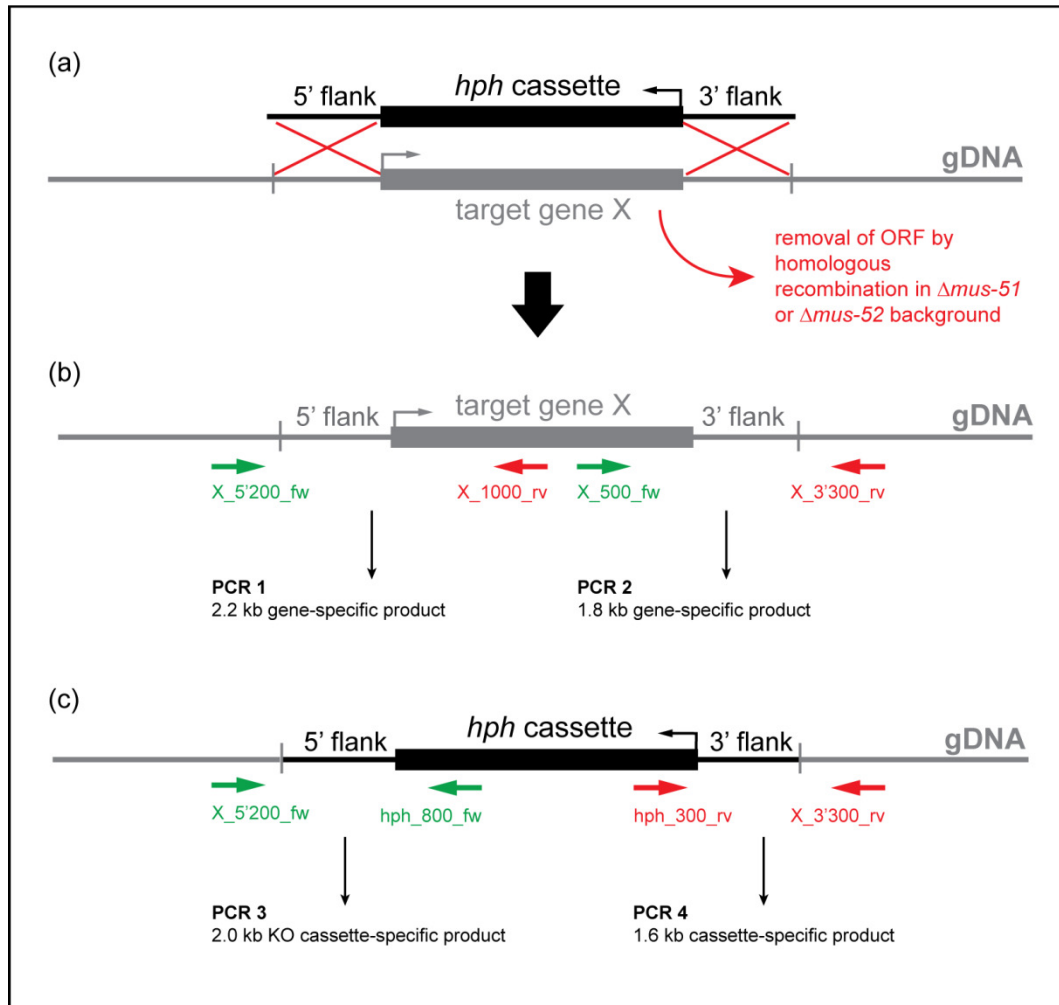 (a)
hph cassette
5’ flank
3’ flank
gDNA
target gene X
removal of ORF by
homologous
recombination in Δmus-51
or Δmus-52 background
(b)
target gene X
5’ flank
3’ flank
gDNA
X_5’200_fw
X_1000_rv
X_500_fw
X_3’300_rv
PCR 1
2.2 kb gene-specific product
PCR 2
1.8 kb gene-specific product
(c)
hph cassette
5’ flank
3’ flank
gDNA
X_5’200_fw
hph_800_fw
hph_300_rv
X_3’300_rv
PCR 3
2.0 kb KO cassette-specific product
PCR 4
1.6 kb cassette-specific product